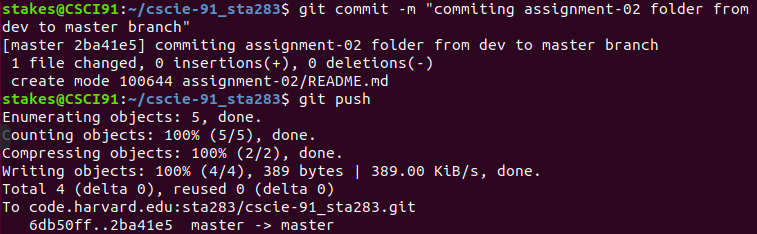 stakes@CSCI91:~/cscie-91_sta283$ git commit -m "commiting assignment-02 folder from
dev to master branch"
[master 2ba41e5] commiting assignment-02 folder from dev to master branch
 1 file changed, 0 insertions(+), 0 deletions(-)
 create mode 100644 assignment-02/README.md
stakes@CSCI91:~/cscie-91_sta283$ git push
Enumerating objects: 5, done.
Counting objects: 100% (5/5), done.
Compressing objects: 100% (2/2), done.
Writing objects: 100% (4/4), 389 bytes | 389.00 KiB/s, done.
Total 4 (delta 0), reused 0 (delta 0)
To code.harvard.edu:sta283/cscie-91_sta283.git
   6db50ff..2ba41e5  master -> master